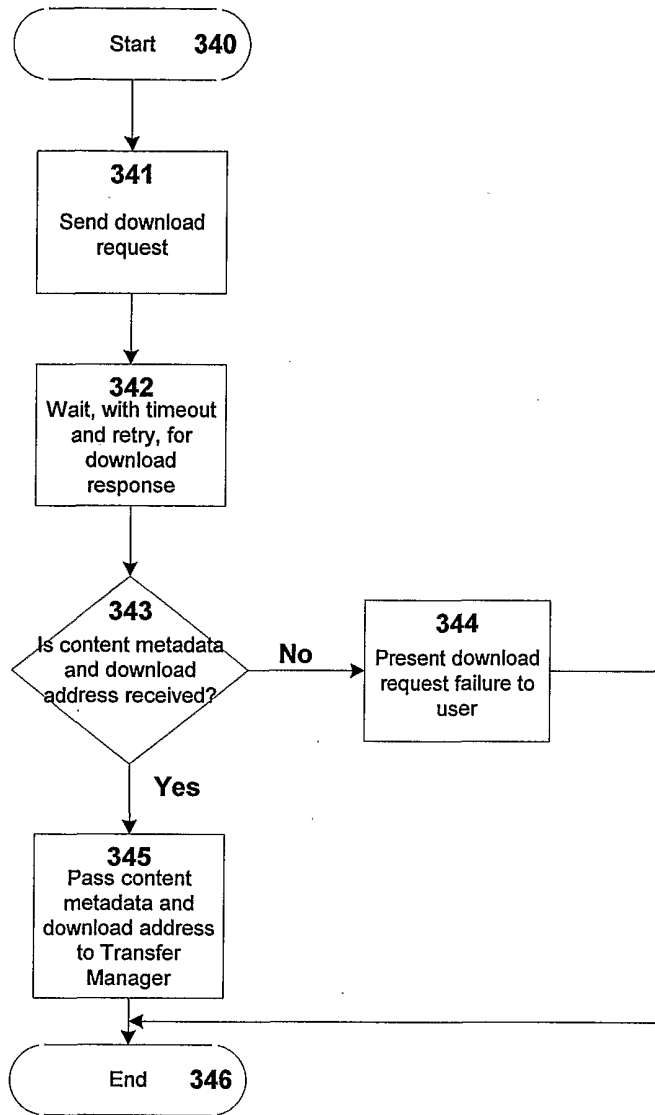 Start 340
341
Send download
request
342
Wait, with timeout
and retry, for
download
response
343
Is content metadata
and download
address received?
No
344
Present download
request failure to
user
Yes
345
Pass content
metadata and
download address
to Transfer
Manager
End 346